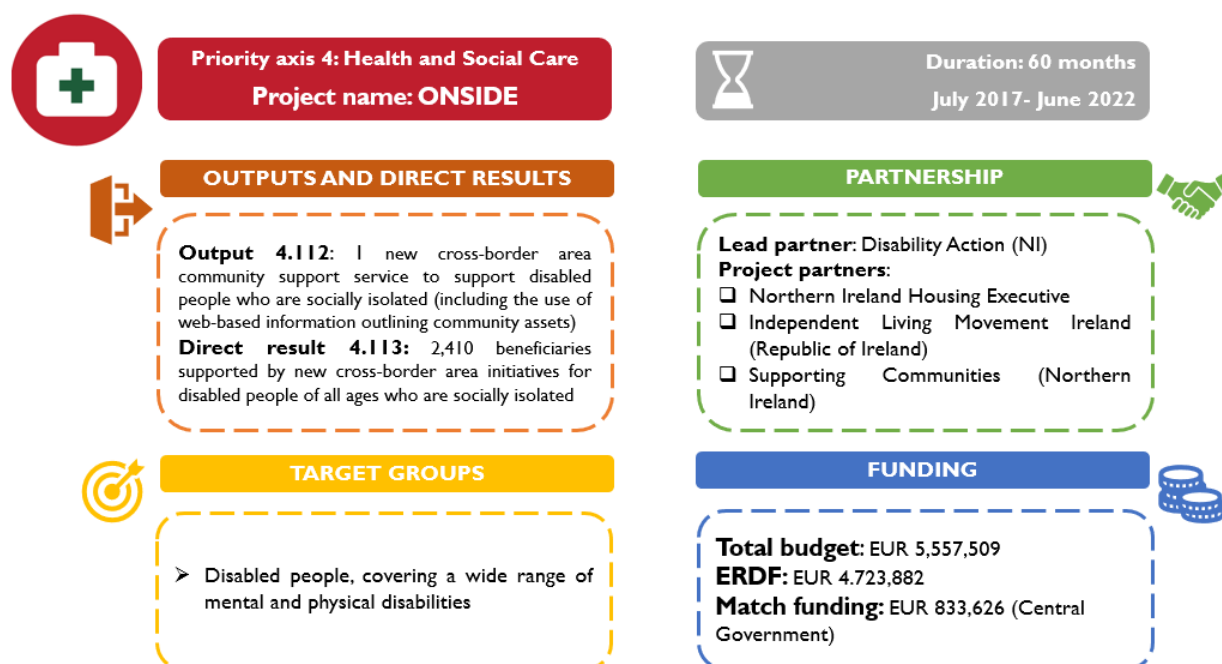 Priority axis 4: Health and Social Care
Project name: ONSIDE
Duration: 60 months
July 2017- June 2022
OUTPUTS AND DIRECT RESULTS
Output 4.112: 1 new cross-border area
community support service to support disabled
people who are socially isolated (including the use of
web-based information outlining community assets)
Direct result 4.113: 2,410 beneficiaries
supported by new cross-border area initiatives for
disabled people of all ages who are socially isolated
PARTNERSHIP
Lead partner: Disability Action (NI)
Project partners:
❑ Northern Ireland Housing Executive
❑ Independent Living Movement Ireland
(Republic of Ireland)
❑ Supporting Communities (Northern
Ireland)
TARGET GROUPS
➢ Disabled people, covering a wide range of
mental and physical disabilities
FUNDING
Total budget: EUR 5,557,509
ERDF: EUR 4.723,882
Match funding: EUR 833,626 (Central
Government)